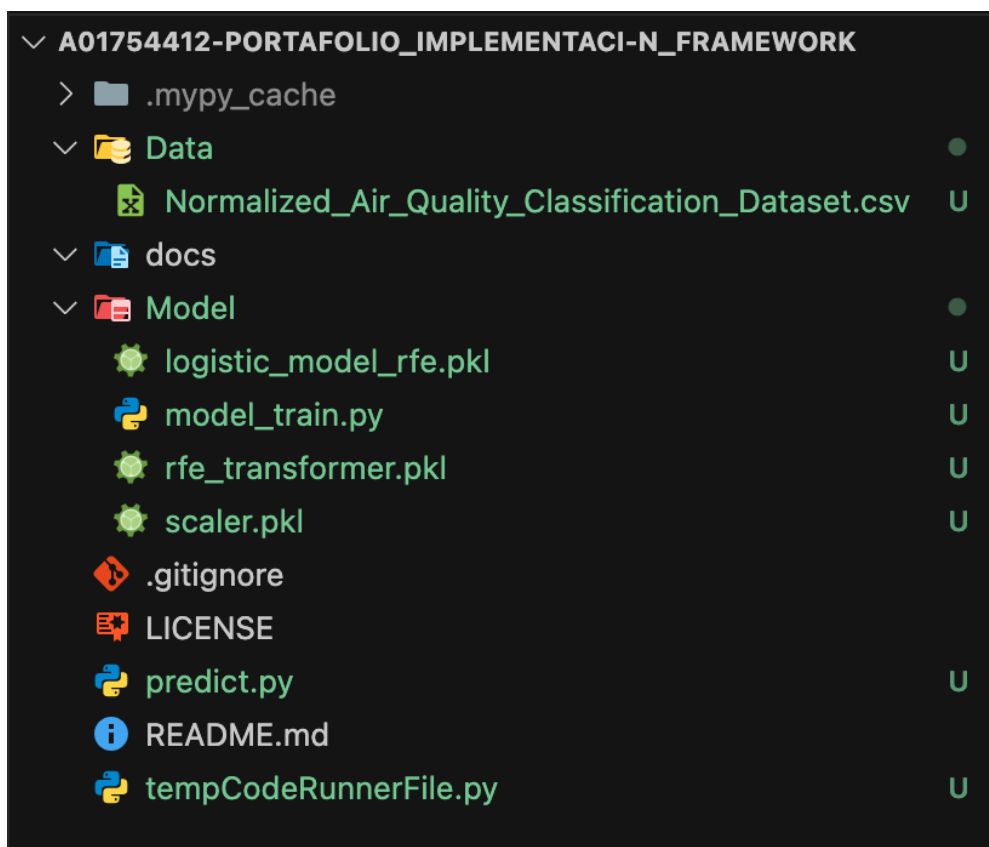 A01754412-PORTAFOLIO_IMPLEMENTACI-N_FRAMEWORK
.mypy_cache
Data
Normalized_Air_Quality_Classification_Dataset.csv U
docs
Model
logistic_model_rfe.pkl U
model_train.py U
rfe_transformer.pkl U
scaler.pkl U
.gitignore
LICENSE
predict.py U
README.md
tempCodeRunnerFile.py U